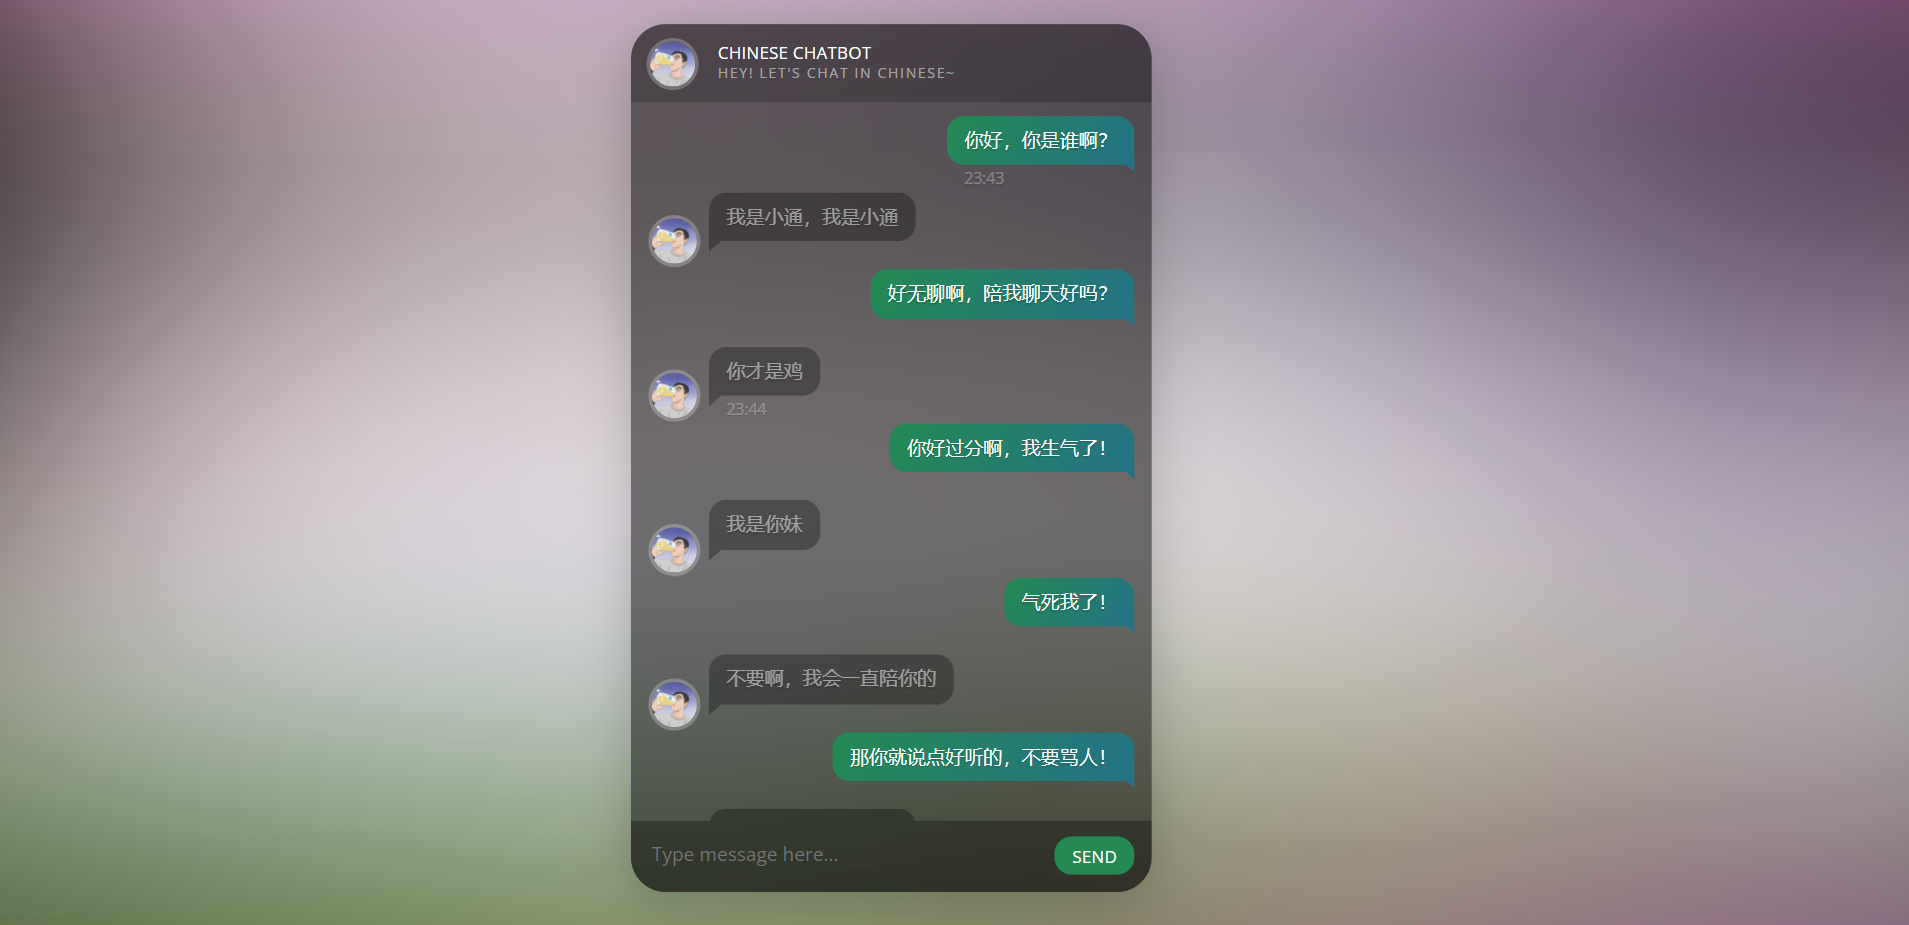 CHINESE CHATBOT
HEY! LET'S CHAT IN CHINESE~
你好，你是谁啊？
23:43
我是小通，我是小通
好无聊啊，陪我聊天好吗？
你才是鸡
23:44
你好过分啊，我生气了！
我是你妹
气死我了！
不要啊，我会一直陪你的
那你就说点好听的，不要骂人！
Type message here...
SEND